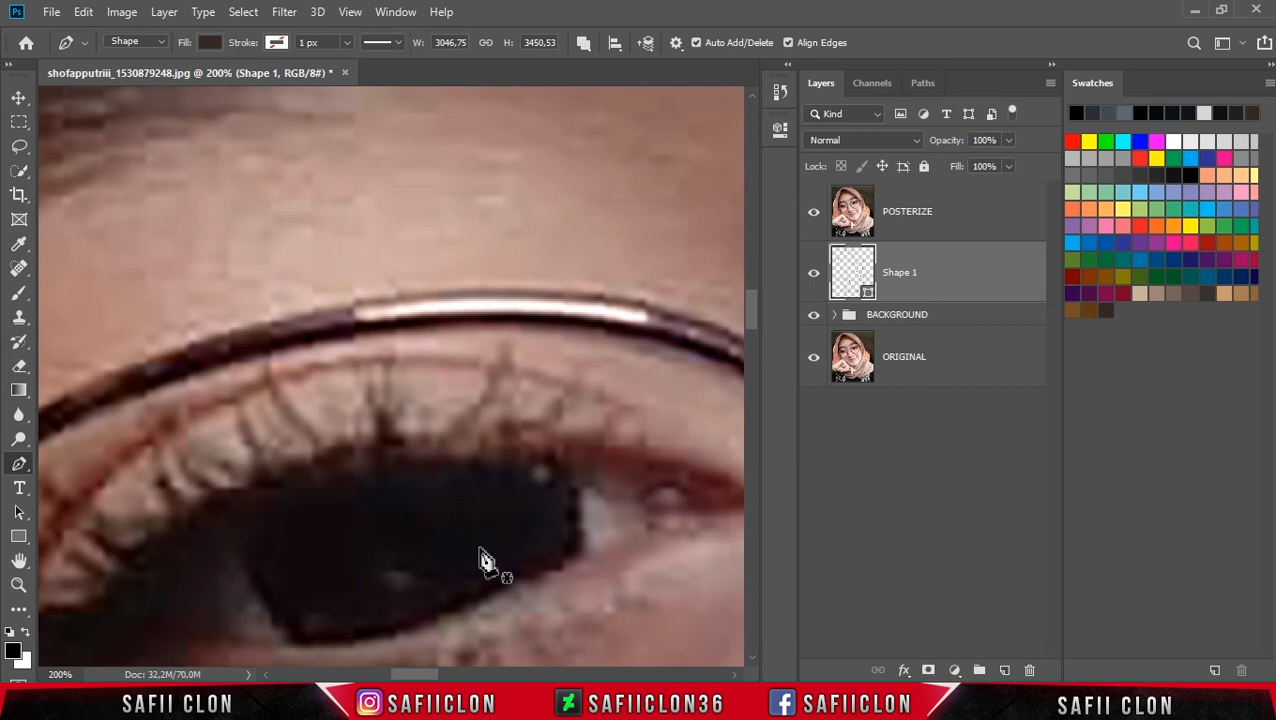 Ps File Edit Image Layer Type Select Filter 3D View Window Help
Shape Fill: Stroke: 1 px W: 3046,75 H: 3450,53 Auto Add/Delete Align Edges
shofapputriii_1530879248.jpg @ 200% (Shape 1, RGB/8#) *
Layers Channels Paths
Swatches
Kind
Normal Opacity: 100%
Lock: Fill: 100%
POSTERIZE
Shape 1
BACKGROUND
ORIGINAL
200% Doc: 32,2M/70,0M
SAFII CLON SAFIICLON SAFIICLON36 SAFIICLON SAFII CLON